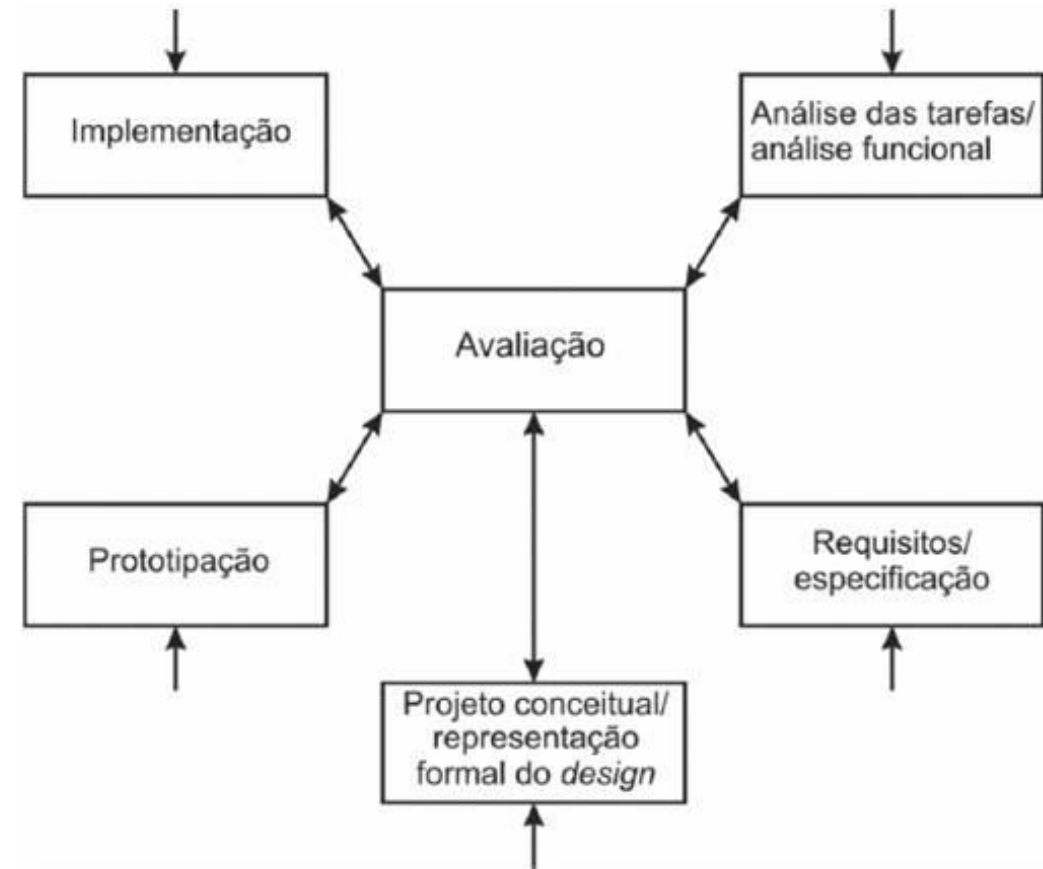 Implementação
Análise das tarefas/
análise funcional
Avaliação
Prototipação
Requisitos/
especificação
Projeto conceitual/
representação
formal do design